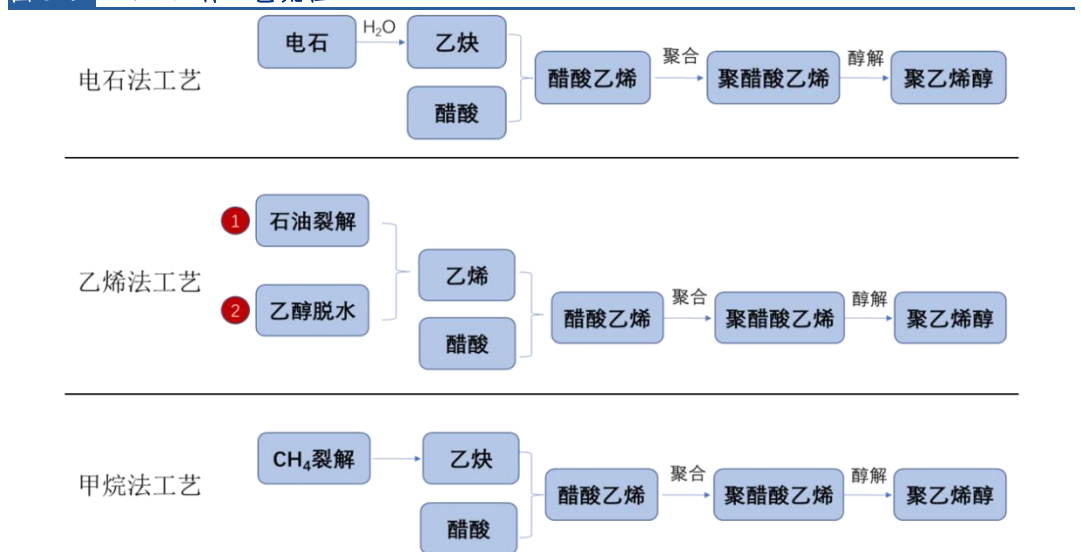 H₂O
电石
乙炔
醋酸
电石法工艺
醋酸乙烯
聚合
聚醋酸乙烯
醇解
聚乙烯醇
1
石油裂解
2
乙醇脱水
乙烯法工艺
乙烯
醋酸
醋酸乙烯
聚合
聚醋酸乙烯
醇解
聚乙烯醇
CH₄裂解
乙炔
醋酸
甲烷法工艺
醋酸乙烯
聚合
聚醋酸乙烯
醇解
聚乙烯醇